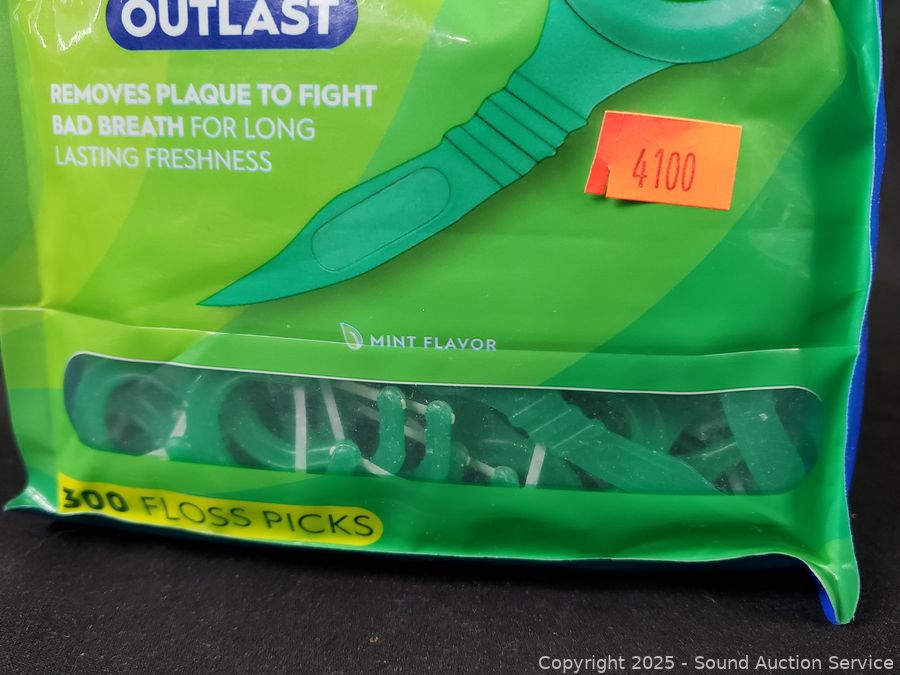 OUTLAST
REMOVES PLAQUE TO FIGHT
BAD BREATH FOR LONG
LASTING FRESHNESS
4100
MINT FLAVOR
300 FLOSS PICKS
Copyright © 2025 - Sound Auction Service